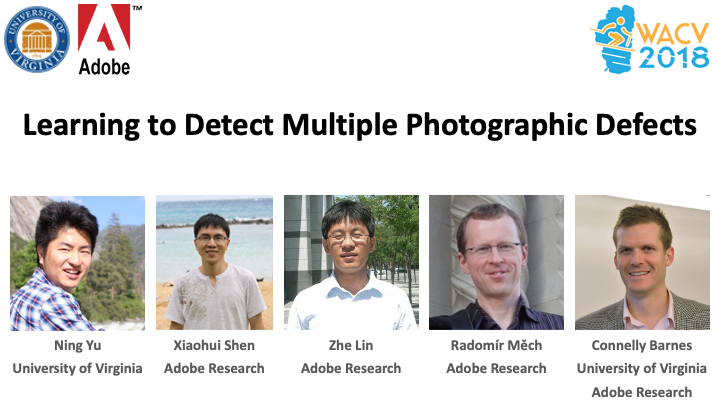 UNIVERSITY OF VIRGINIA
1819
Adobe™
WACV
2018
Learning to Detect Multiple Photographic Defects
Ning Yu
University of Virginia
Xiaohui Shen
Adobe Research
Zhe Lin
Adobe Research
Radomír Měch
Adobe Research
Connelly Barnes
University of Virginia
Adobe Research